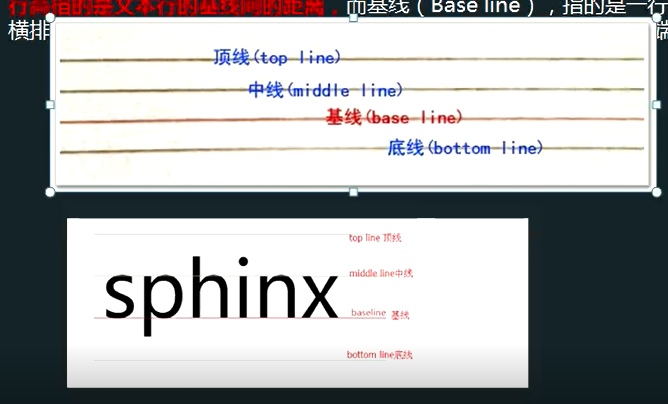 行高指的是文本行的基线间的距离，而基线（Base line），指的是一行
横排
端
顶线(top line)
中线(middle line)
基线(base line)
底线(bottom line)
top line 顶线
middle line中线
sphinx
baseline 基线
bottom line底线